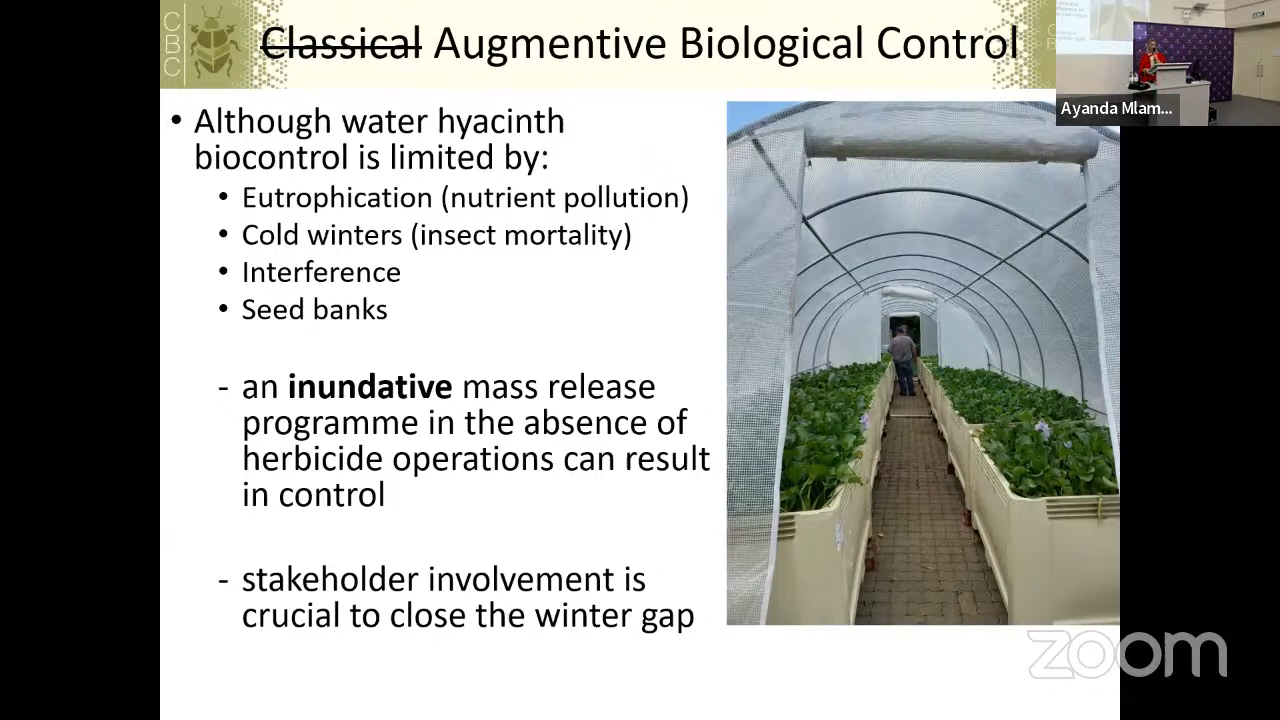 CBC
Classical Augmentive Biological Control
• Although water hyacinth
biocontrol is limited by:
• Eutrophication (nutrient pollution)
• Cold winters (insect mortality)
• Interference
• Seed banks
- an inundative mass release
programme in the absence of
herbicide operations can result
in control
- stakeholder involvement is
crucial to close the winter gap
Ayanda Mlam...
zoom